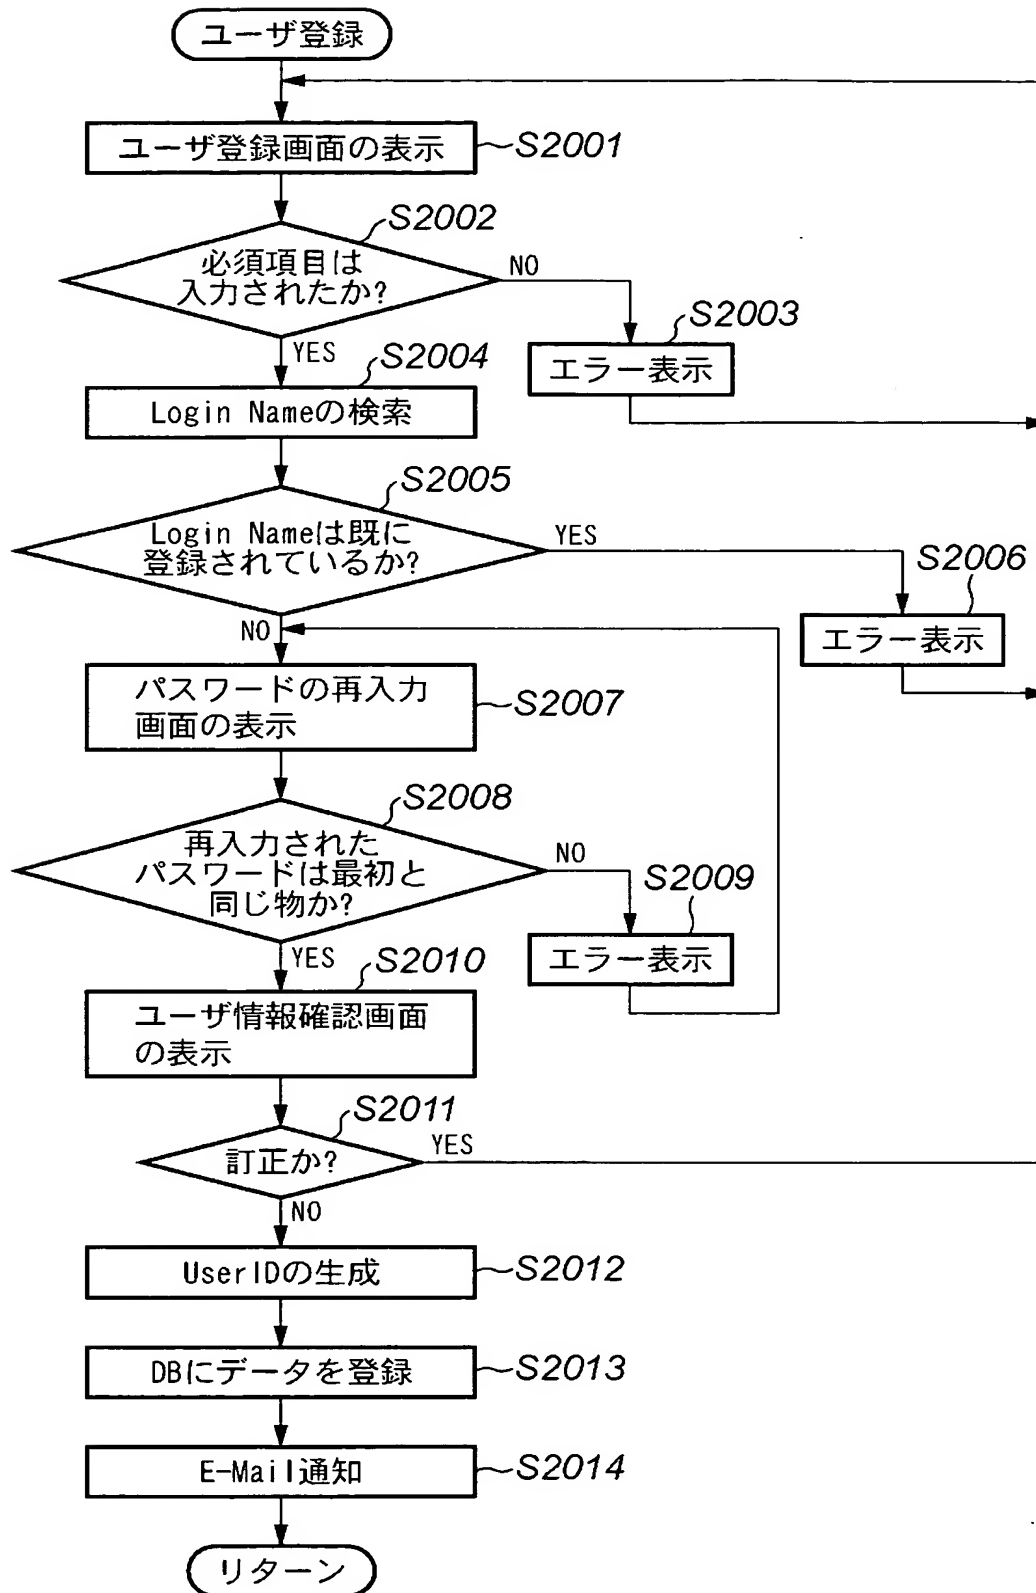 ユーザ登録
ユーザ登録画面の表示
S2001
S2002
必須項目は
入力されたか?
NO
YES
S2003
エラー表示
S2004
Login Nameの検索
S2005
Login Nameは既に
登録されているか?
YES
NO
S2006
エラー表示
パスワードの再入力
画面の表示
S2007
S2008
再入力された
パスワードは最初と
同じ物か?
NO
YES
S2009
エラー表示
S2010
ユーザ情報確認画面
の表示
S2011
訂正か?
YES
NO
UserIDの生成
S2012
DBにデータを登録
S2013
E-Mail通知
S2014
リターン